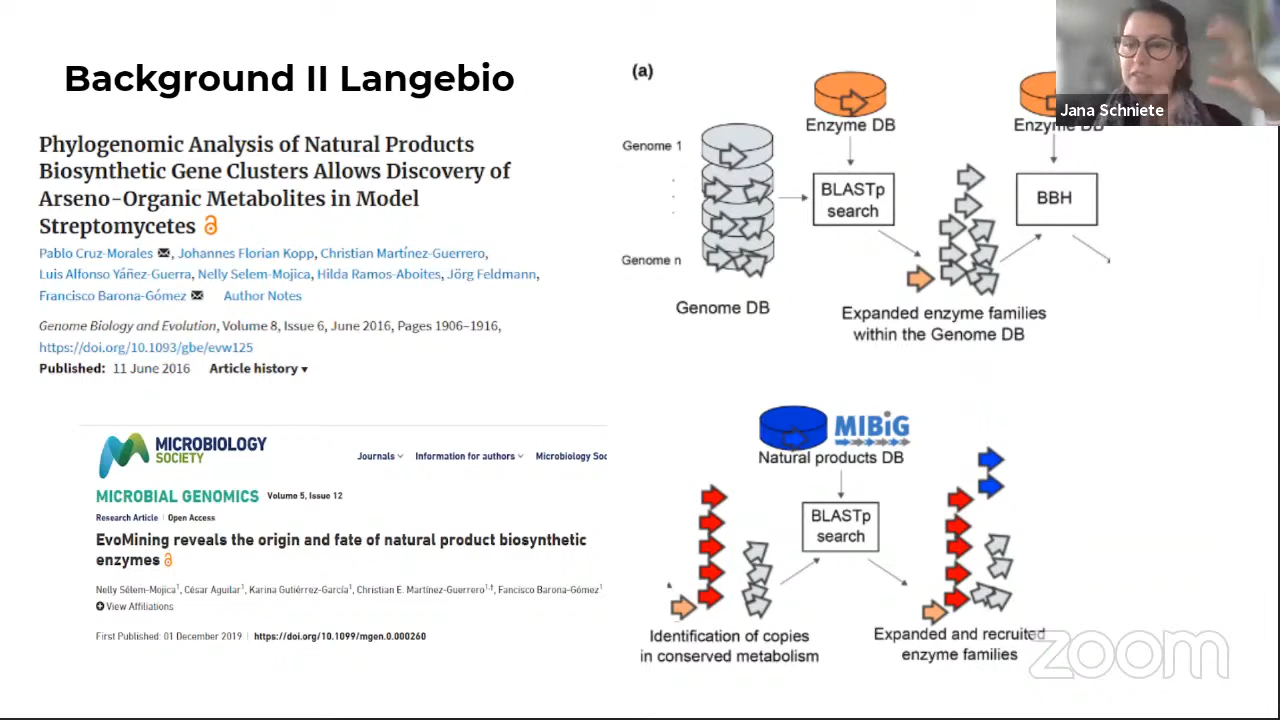 Background II Langebio
Phylogenomic Analysis of Natural Products
Biosynthetic Gene Clusters Allows Discovery of
Arseno-Organic Metabolites in Model
Streptomycetes
Pablo Cruz-Morales, Johannes Florian Kopp, Christian Martínez-Guerrero,
Luis Alfonso Yáñez-Guerra, Nelly Selem-Mojica, Hilda Ramos-Aboites, Jörg Feldmann,
Francisco Barona-Gómez Author Notes
Genome Biology and Evolution, Volume 8, Issue 6, June 2016, Pages 1906–1916,
https://doi.org/10.1093/gbe/evw125
Published: 11 June 2016 Article history
MICROBIOLOGY
SOCIETY
Journals Information for authors Microbiology Soc
MICROBIAL GENOMICS Volume 5, Issue 12
Research Article Open Access
EvoMining reveals the origin and fate of natural product biosynthetic
enzymes
Nelly Sélem-Mojica1, César Aguilar1, Karina Gutiérrez-García1, Christian E. Martínez-Guerrero1,†, Fancisco Barona-Gómez1
View Affiliations
First Published: 01 December 2019 https://doi.org/10.1099/mgen.0.000260
(a)
Jana Schniete
Enzyme DB
Enzyme DB
Genome 1
BLASTp
search
BBH
Genome n
Genome DB
Expanded enzyme families
within the Genome DB
MIBiG
Natural products DB
BLASTp
search
Identification of copies
in conserved metabolism
Expanded and recruited
enzyme families
zoom